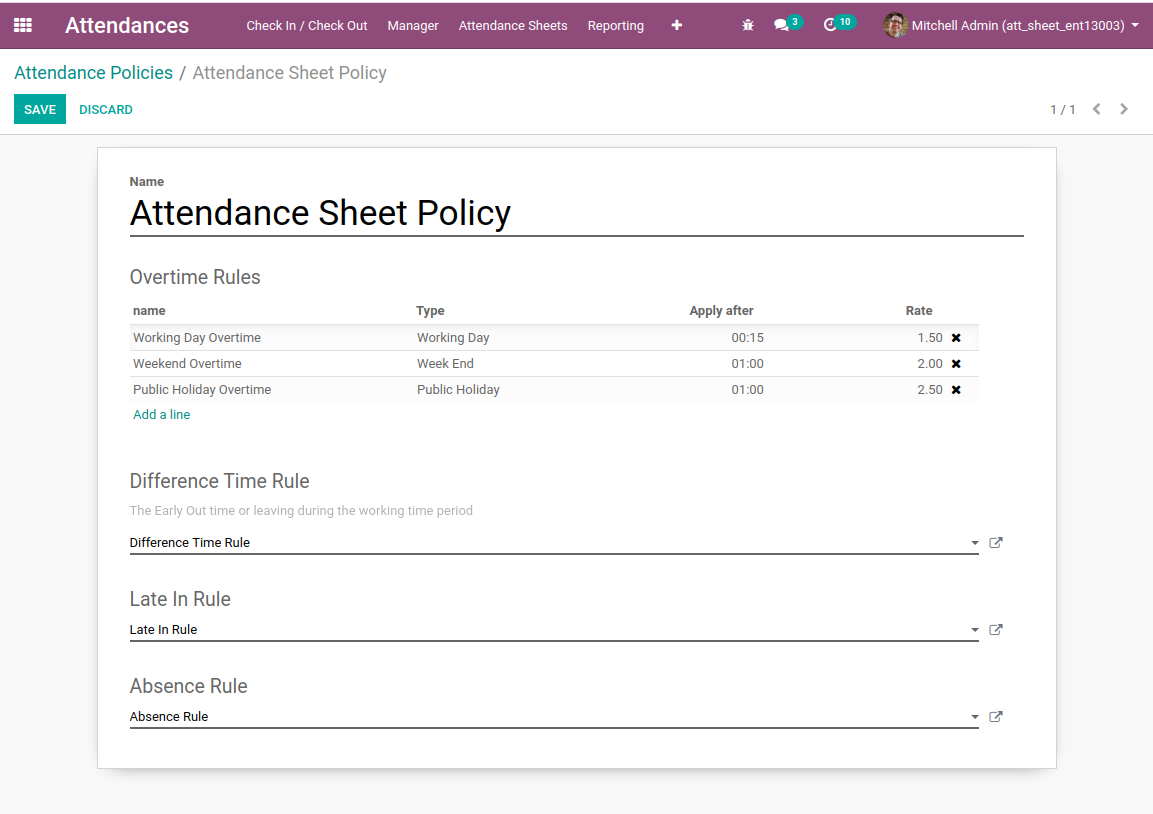 Attendances Check In / Check Out Manager Attendance Sheets Reporting 3 10 Mitchell Admin (att_sheet_ent13003)
Attendance Policies / Attendance Sheet Policy
SAVE DISCARD 1 / 1
Name
Attendance Sheet Policy
Overtime Rules
name Type Apply after Rate
Working Day Overtime Working Day 00:15 1.50
Weekend Overtime Week End 01:00 2.00
Public Holiday Overtime Public Holiday 01:00 2.50
Add a line
Difference Time Rule
The Early Out time or leaving during the working time period
Difference Time Rule
Late In Rule
Late In Rule
Absence Rule
Absence Rule